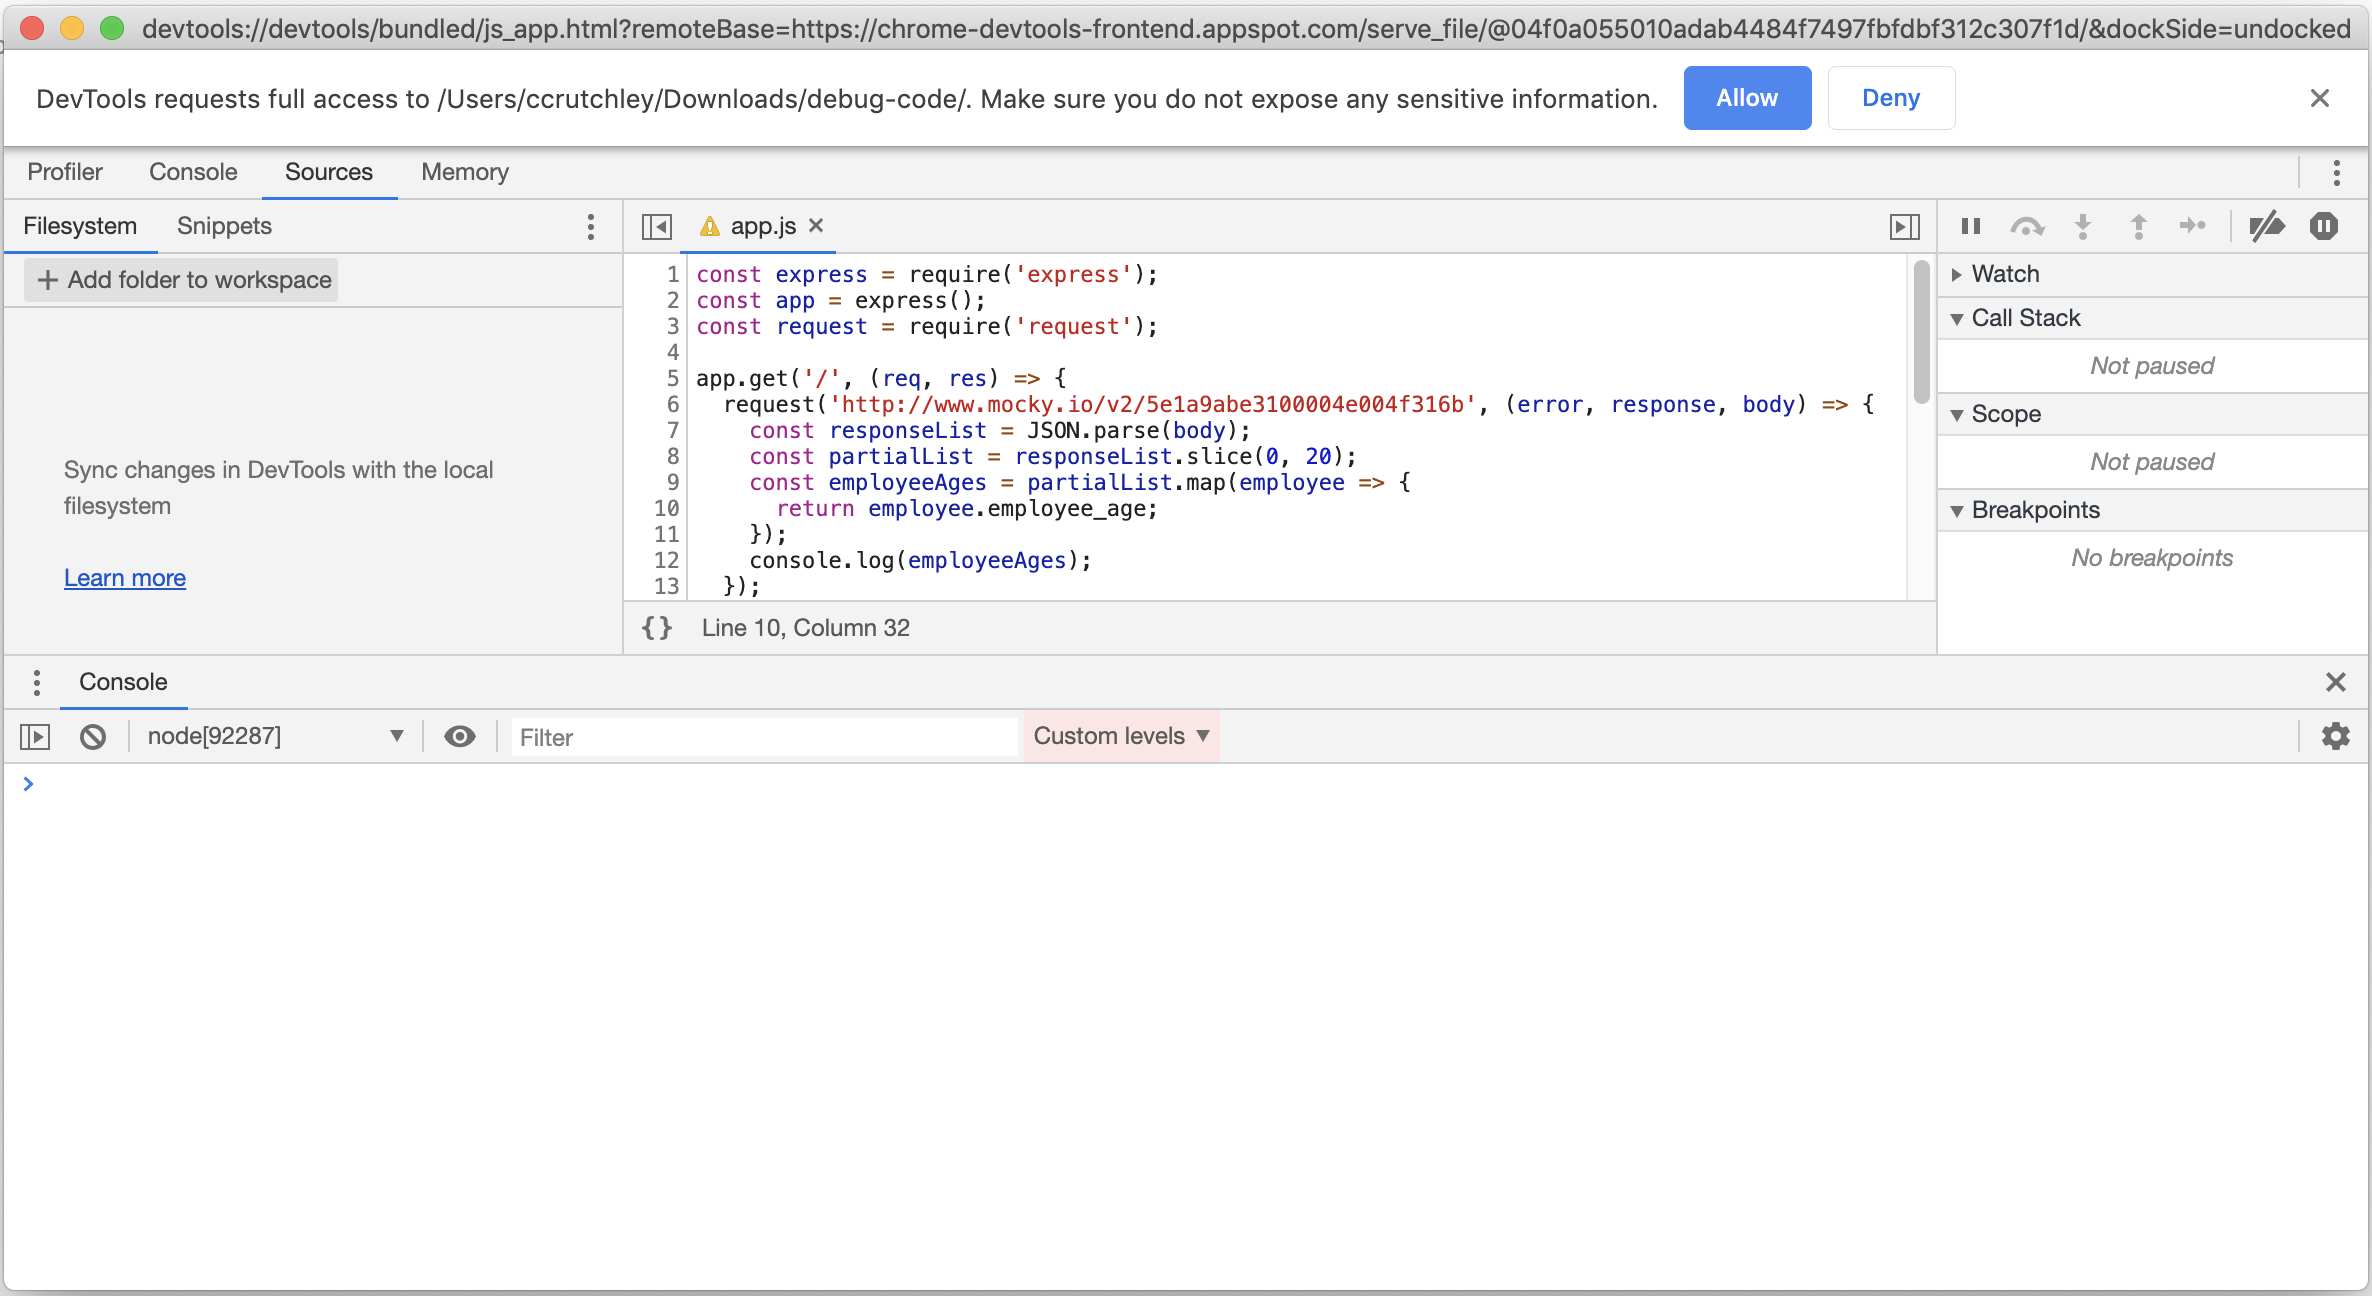 devtools://devtools/bundled/js_app.html?remoteBase=https://chrome-devtools-frontend.appspot.com/serve_file/@04f0a055010adab4484f7497fbfdbf312c307f1d/&dockSide=undocked
DevTools requests full access to /Users/ccrutchley/Downloads/debug-code/. Make sure you do not expose any sensitive information. Allow Deny
Profiler Console Sources Memory
Filesystem Snippets
app.js
+ Add folder to workspace
Sync changes in DevTools with the local
filesystem
Learn more
1 const express = require('express');
2 const app = express();
3 const request = require('request');
4
5 app.get('/', (req, res) => {
6 request('http://www.mocky.io/v2/5e1a9abe3100004e004f316b', (error, response, body) => {
7 const responseList = JSON.parse(body);
8 const partialList = responseList.slice(0, 20);
9 const employeeAges = partialList.map(employee => {
10 return employee.employee_age;
11 });
12 console.log(employeeAges);
13 });
{} Line 10, Column 32
Watch
Call Stack
Not paused
Scope
Not paused
Breakpoints
No breakpoints
Console
node[92287] Filter Custom levels